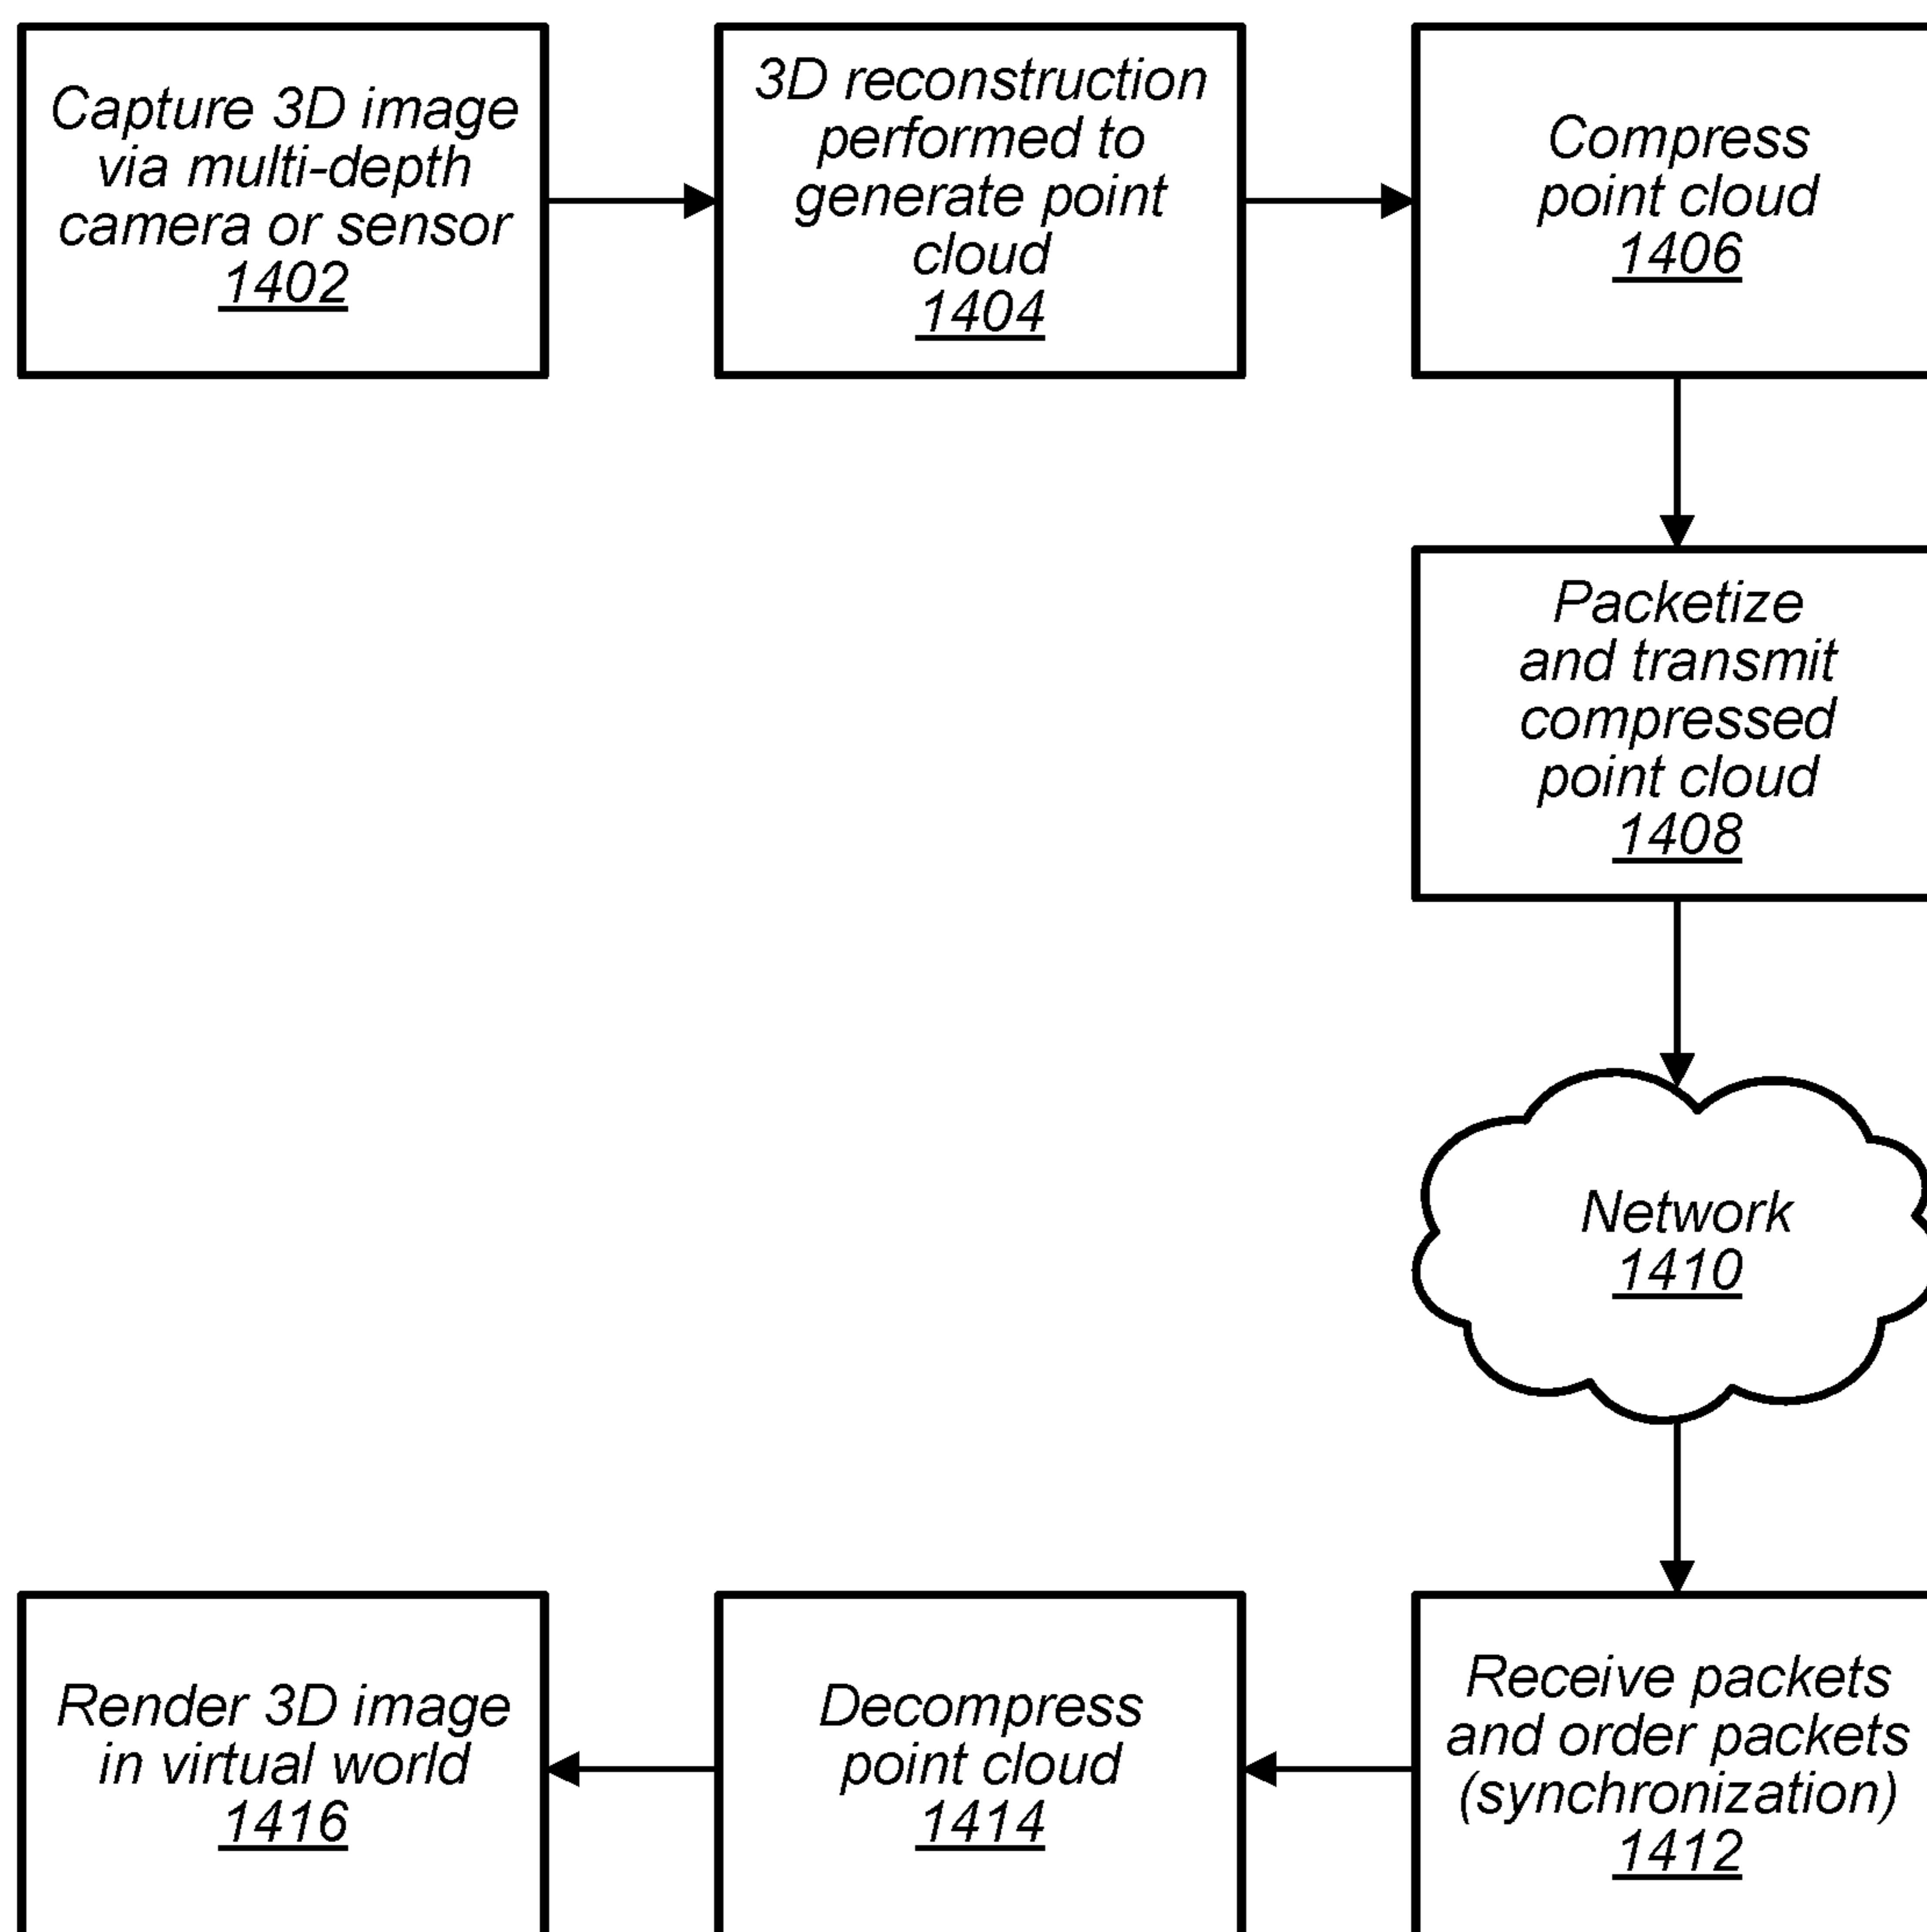 Capture 3D image
via multi-depth
camera or sensor
1402
3D reconstruction
performed to
generate point
cloud
1404
Compress
point cloud
1406
Packetize
and transmit
compressed
point cloud
1408
Network
1410
Receive packets
and order packets
(synchronization)
1412
Decompress
point cloud
1414
Render 3D image
in virtual world
1416